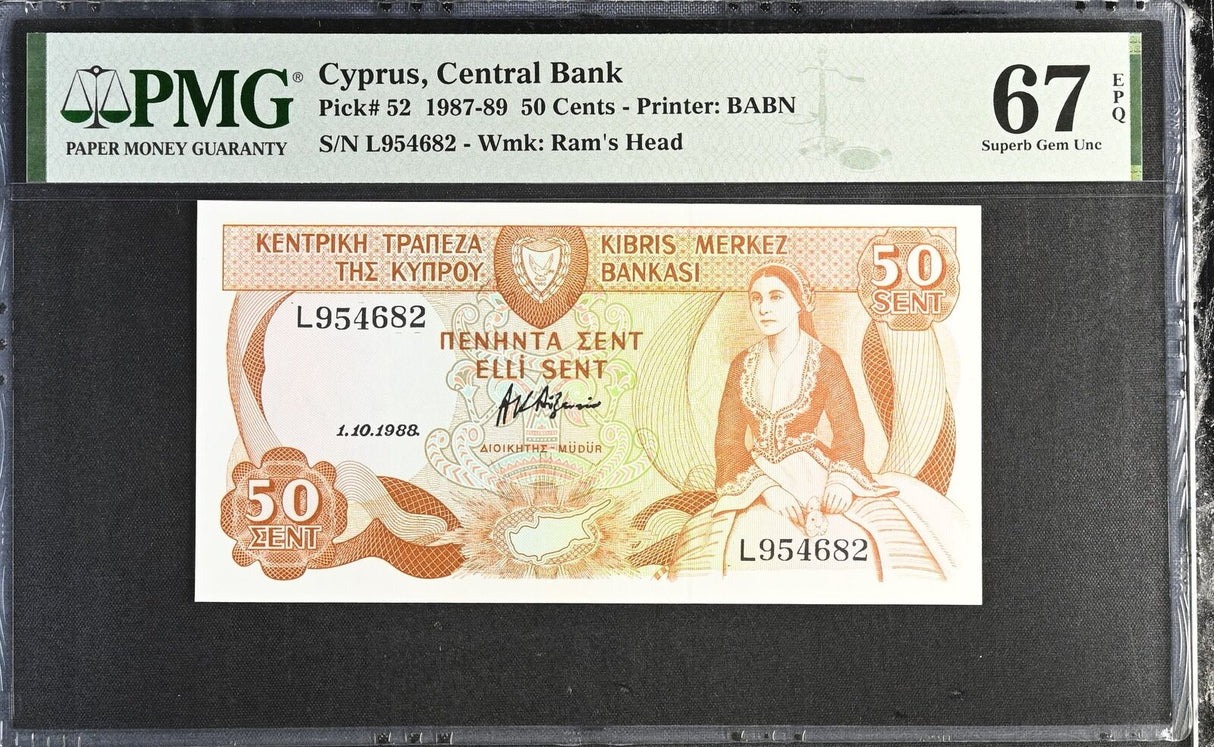 PMG®
PAPER MONEY GUARANTY
Cyprus, Central Bank
Pick# 52 1987-89 50 Cents - Printer: BABN
S/N L954682 - Wmk: Ram's Head
67
EPQ
Superb Gem Unc
ΚΕΝΤΡΙΚΗ ΤΡΑΠΕΖΑ
ΤΗΣ ΚΥΠΡΟΥ
KIBRIS MERKEZ
BANKASI
50
SENT
L954682
ΠΕΝΗΝΤΑ ΣΕΝΤ
ELLİ SENT
1.10.1988.
ΔΙΟΙΚΗΤΗΣ - MÜDÜR
50
ΣΕΝΤ
L954682